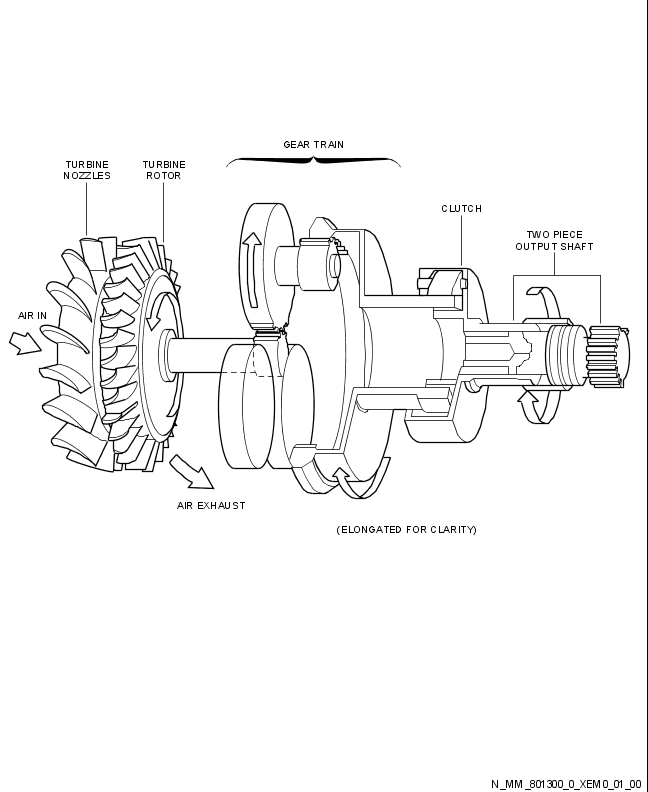 GEAR TRAIN
TURBINE
NOZZLES
TURBINE
ROTOR
CLUTCH
TWO PIECE
OUTPUT SHAFT
AIR IN
AIR EXHAUST
(ELONGATED FOR CLARITY)
N_MM_801300_0_XEM0_01_00